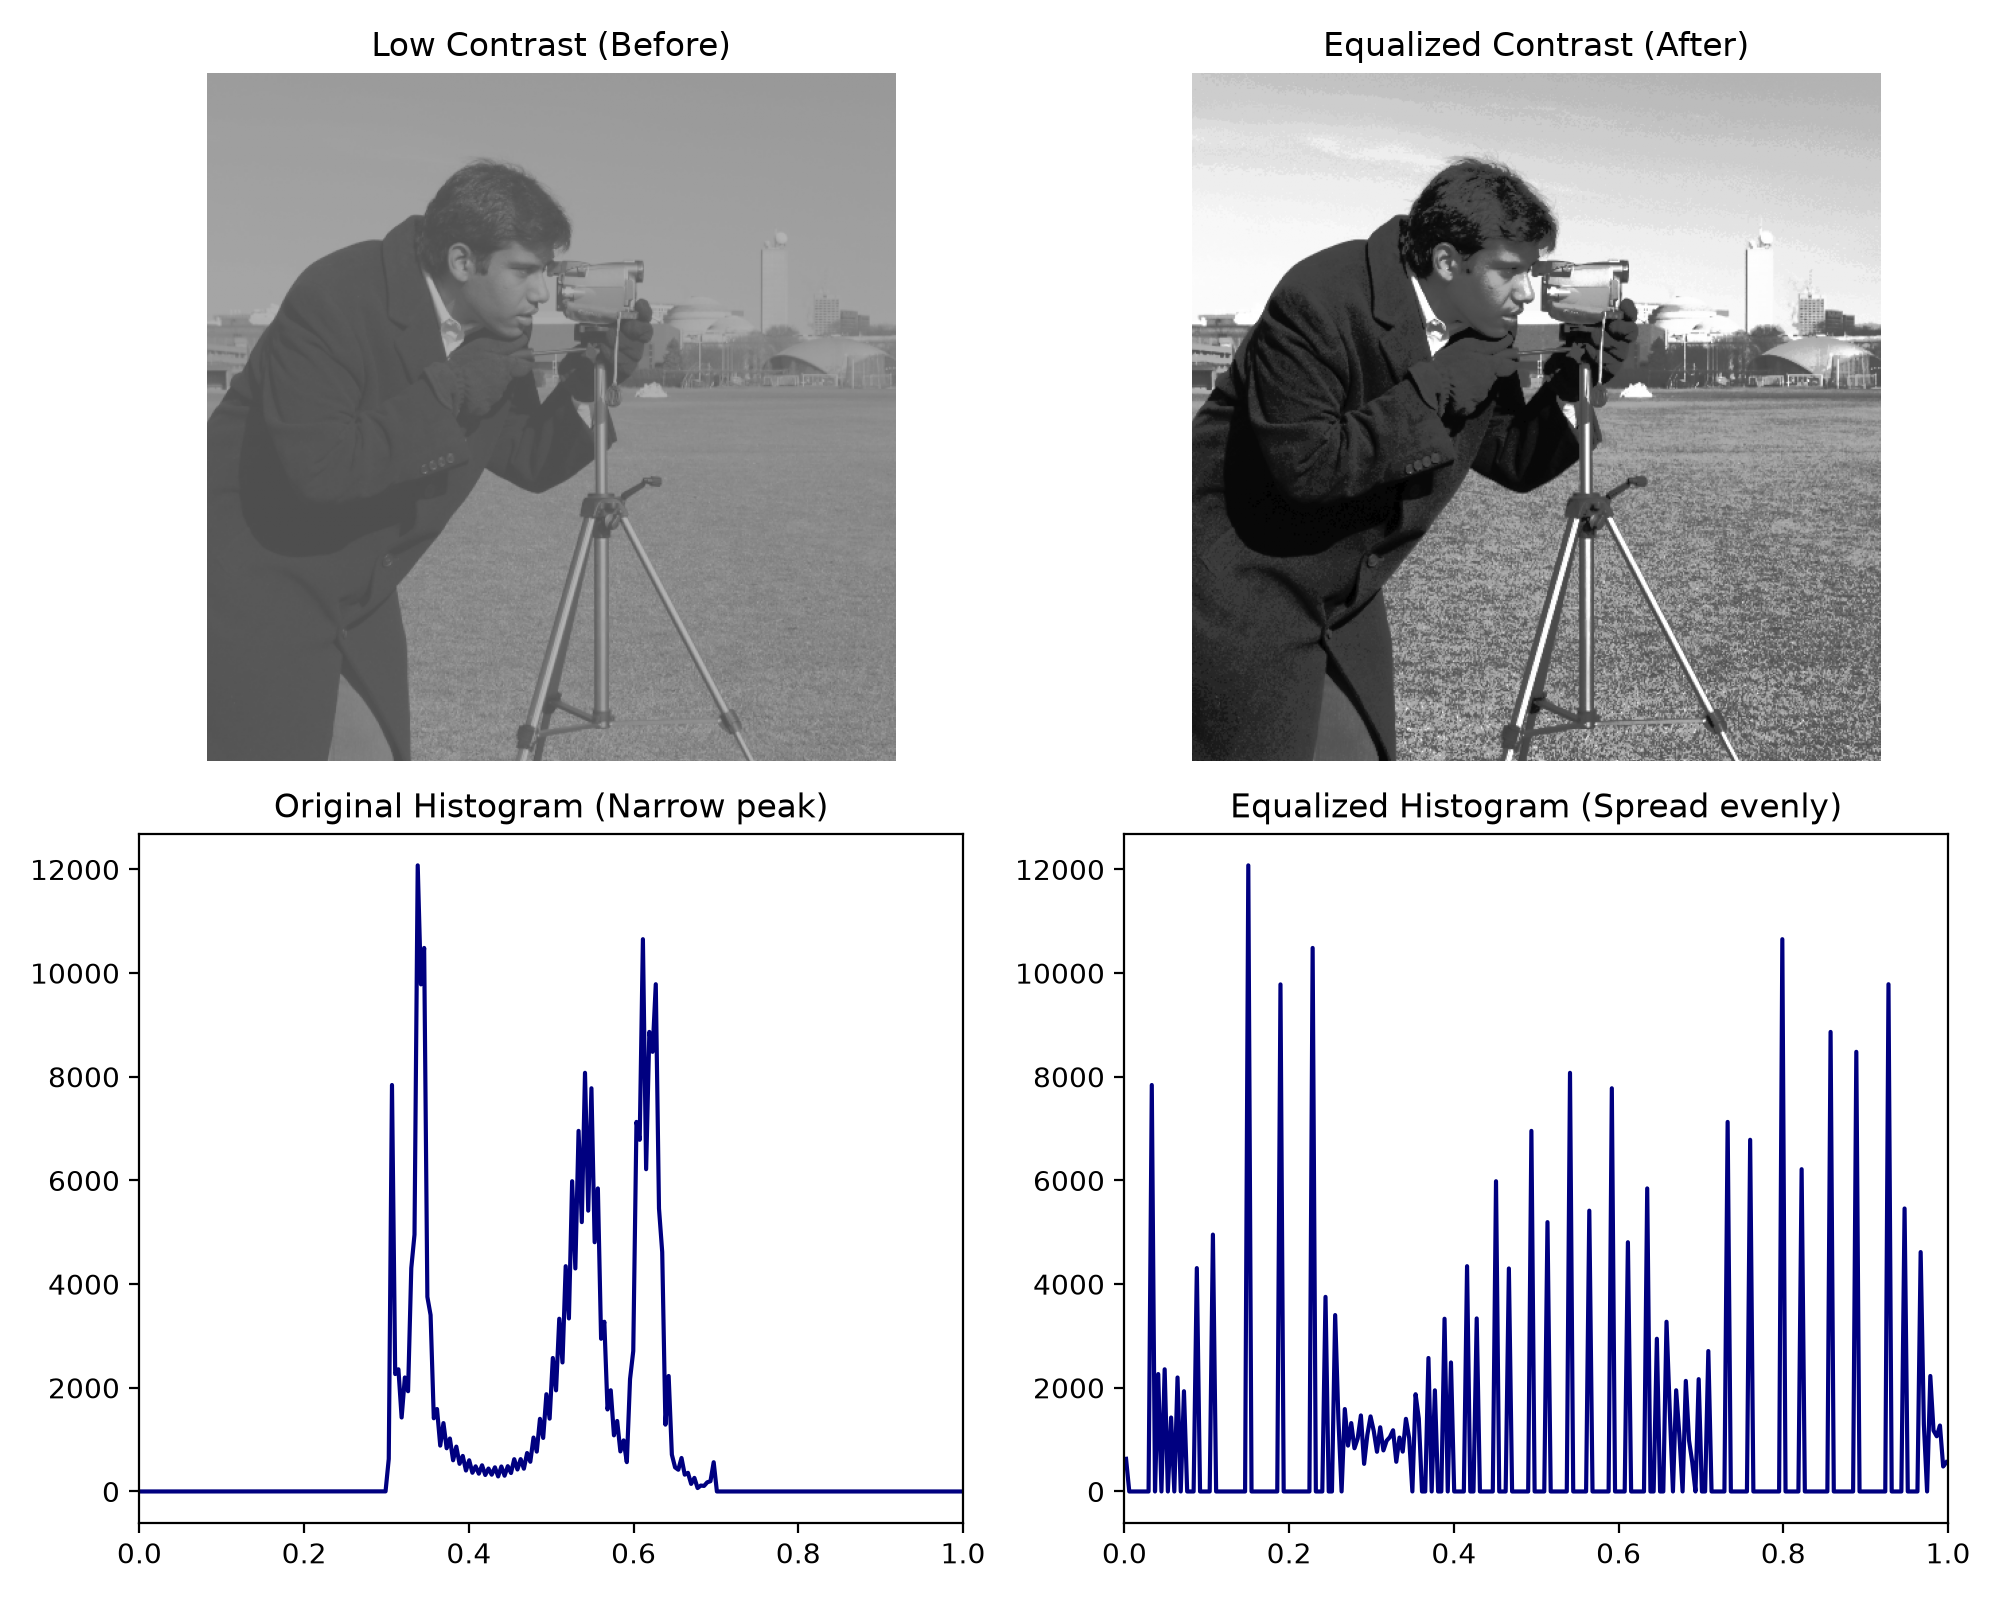 Low Contrast (Before)
Equalized Contrast (After)
Original Histogram (Narrow peak)
12000
10000
8000
6000
4000
2000
0
0.0 0.2 0.4 0.6 0.8 1.0
Equalized Histogram (Spread evenly)
12000
10000
8000
6000
4000
2000
0
0.0 0.2 0.4 0.6 0.8 1.0